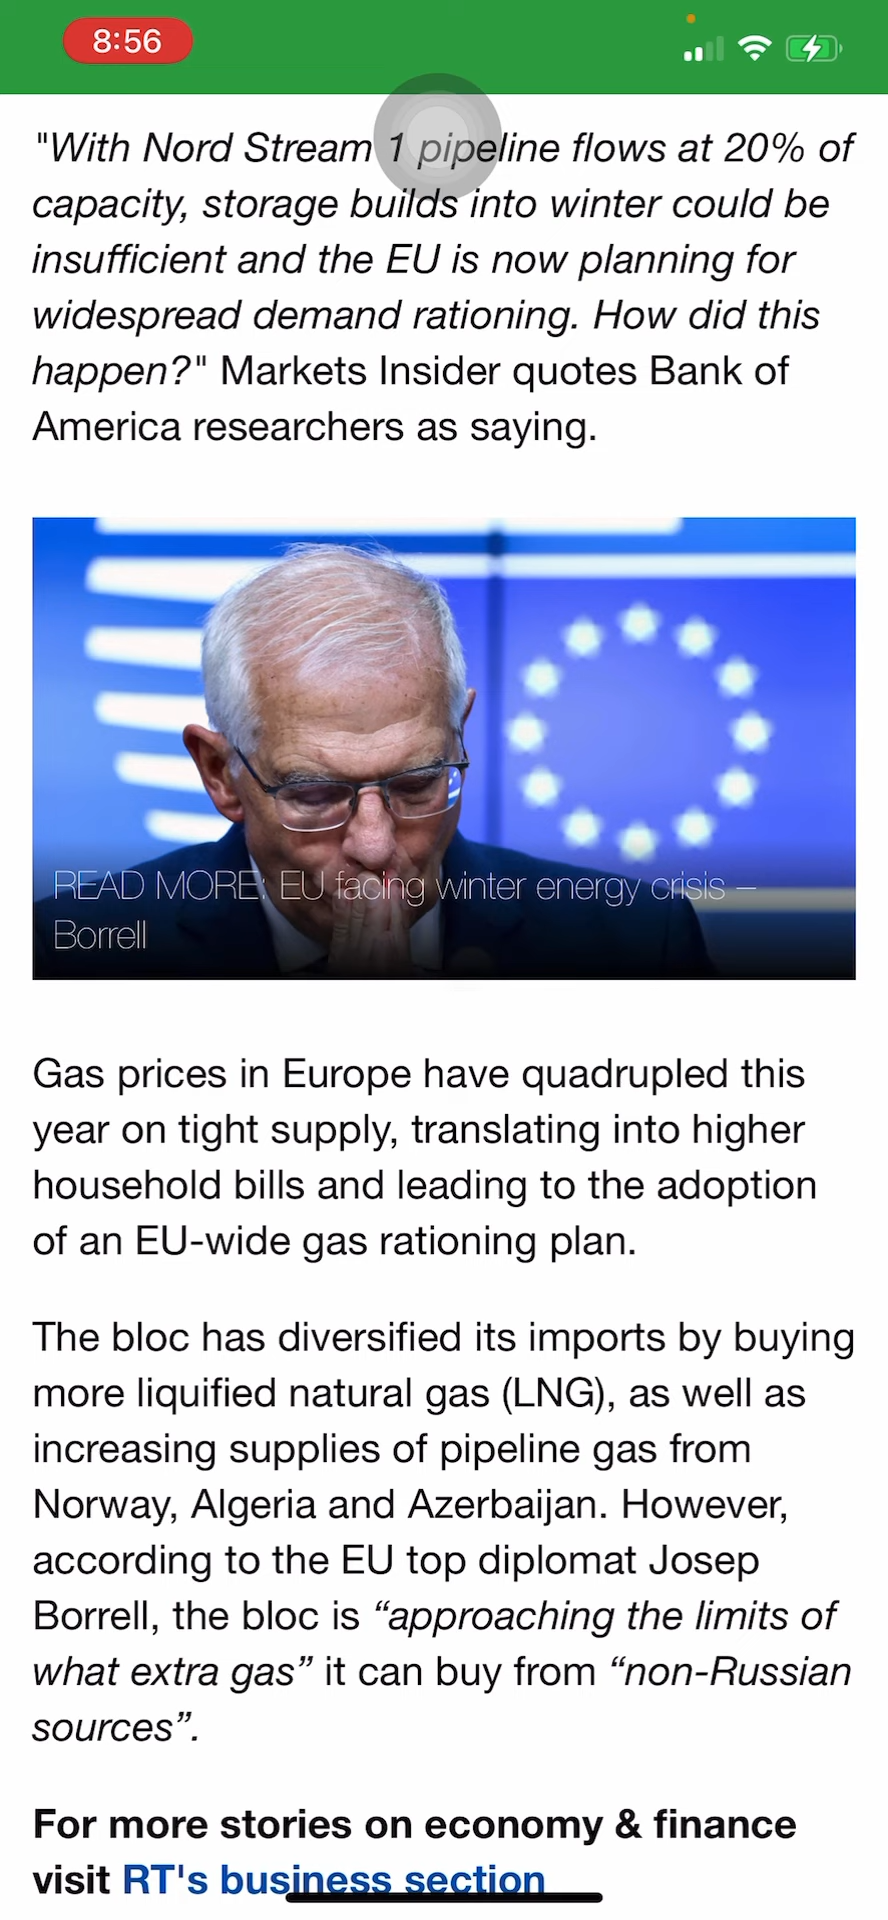 8:56
"With Nord Stream 1 pipeline flows at 20% of
capacity, storage builds into winter could be
insufficient and the EU is now planning for
widespread demand rationing. How did this
happen?" Markets Insider quotes Bank of
America researchers as saying.
READ MORE: EU facing winter energy crisis –
Borrell
Gas prices in Europe have quadrupled this
year on tight supply, translating into higher
household bills and leading to the adoption
of an EU-wide gas rationing plan.
The bloc has diversified its imports by buying
more liquified natural gas (LNG), as well as
increasing supplies of pipeline gas from
Norway, Algeria and Azerbaijan. However,
according to the EU top diplomat Josep
Borrell, the bloc is “approaching the limits of
what extra gas” it can buy from “non-Russian
sources”.
For more stories on economy & finance
visit RT's business section